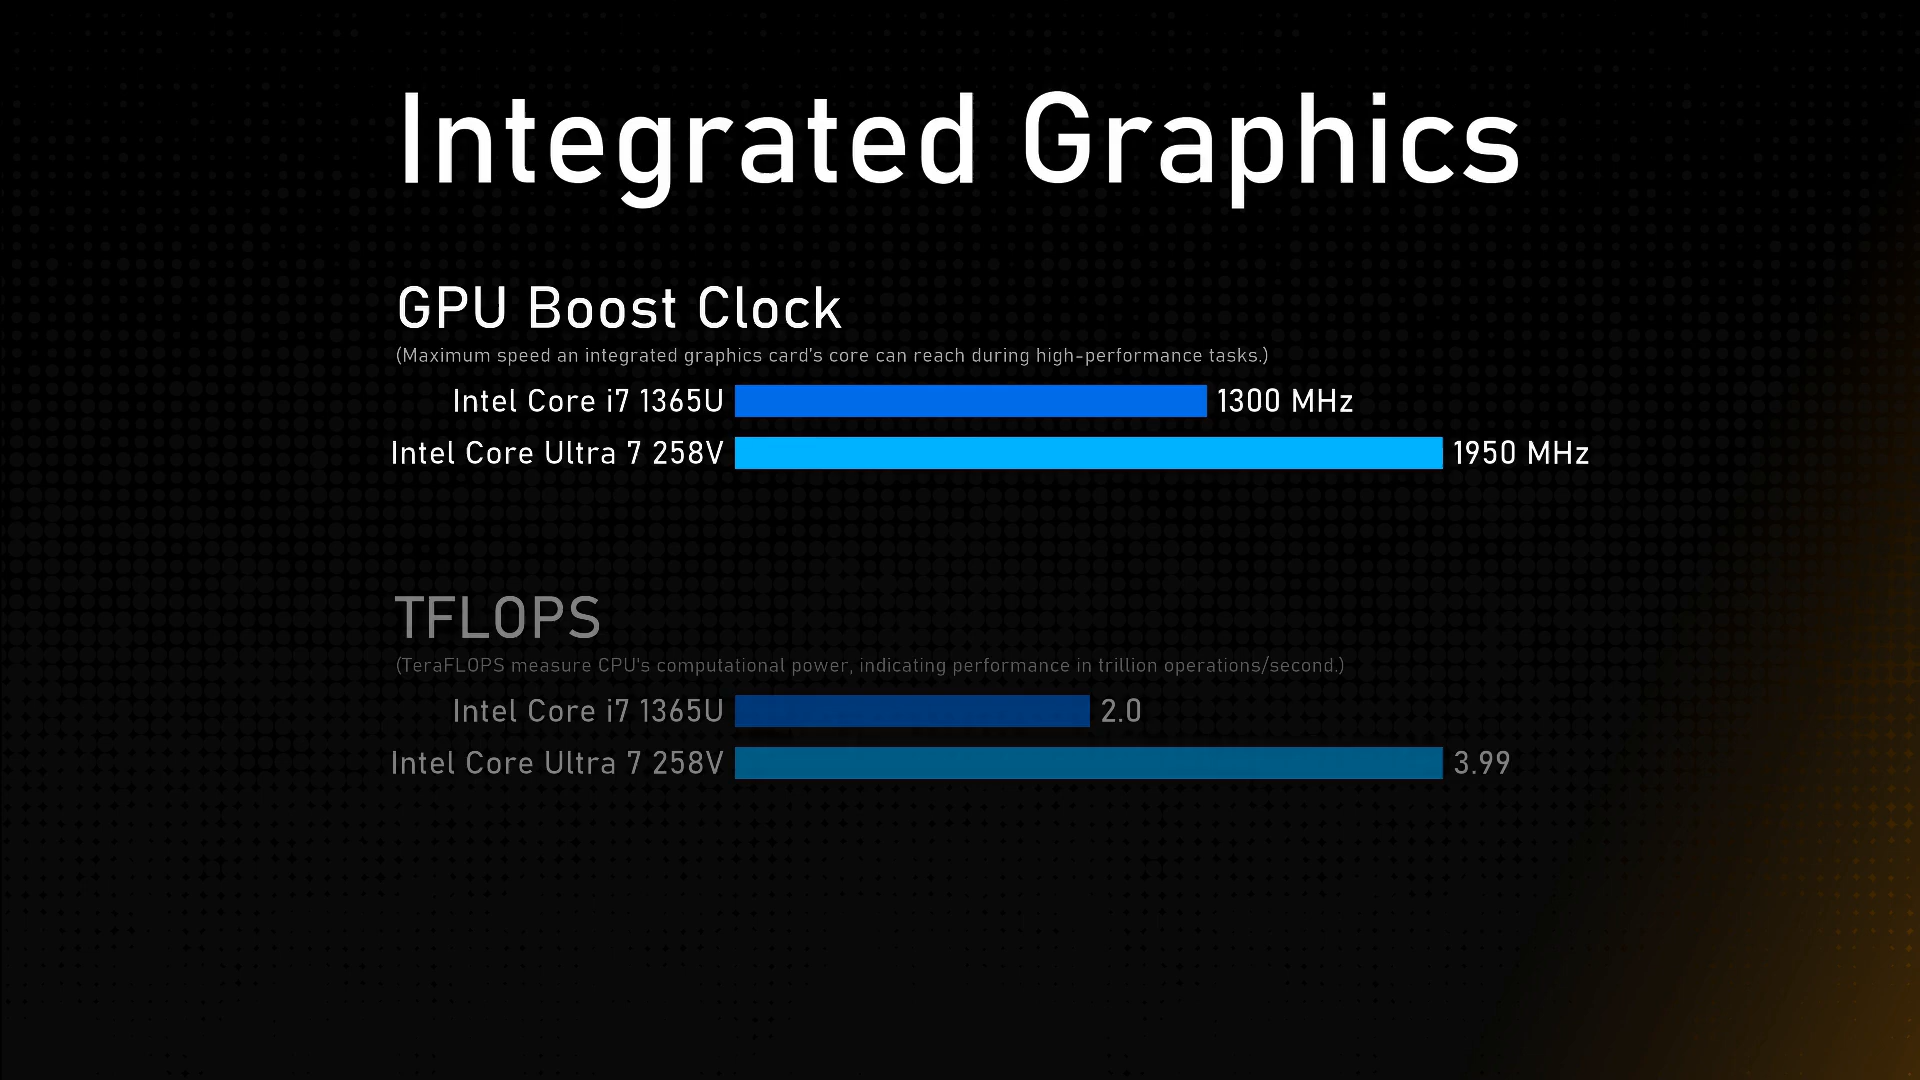 Integrated Graphics
GPU Boost Clock
(Maximum speed an integrated graphics card's core can reach during high-performance tasks.)
Intel Core i7 1365U 1300 MHz
Intel Core Ultra 7 258V 1950 MHz
TFLOPS
(TeraFLOPS measure CPU's computational power, indicating performance in trillion operations/second.)
Intel Core i7 1365U 2.0
Intel Core Ultra 7 258V 3.99